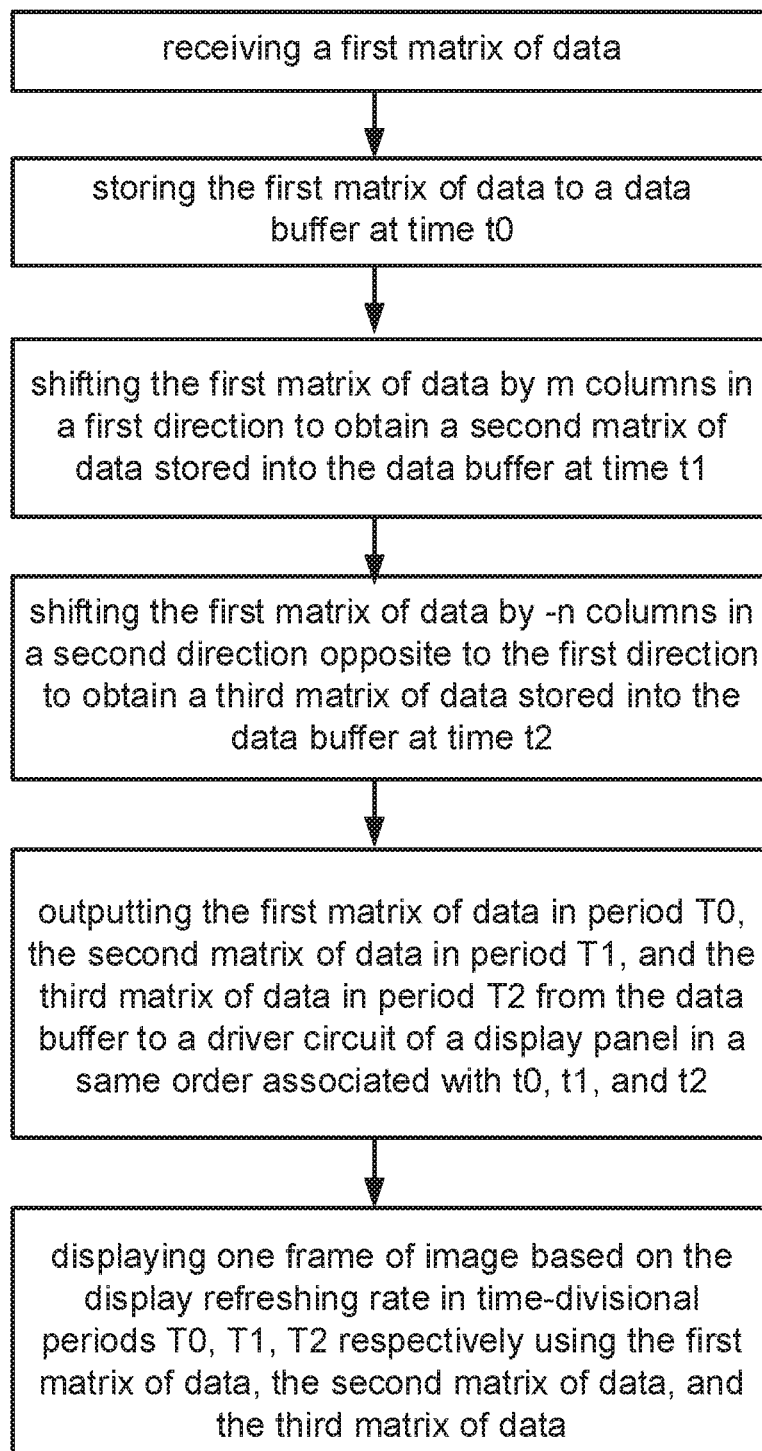 receiving a first matrix of data
storing the first matrix of data to a data
buffer at time t0
shifting the first matrix of data by m columns in
a first direction to obtain a second matrix of
data stored into the data buffer at time t1
shifting the first matrix of data by -n columns in
a second direction opposite to the first direction
to obtain a third matrix of data stored into the
data buffer at time t2
outputting the first matrix of data in period T0,
the second matrix of data in period T1, and the
third matrix of data in period T2 from the data
buffer to a driver circuit of a display panel in a
same order associated with t0, t1, and t2
displaying one frame of image based on the
display refreshing rate in time-divisional
periods T0, T1, T2 respectively using the first
matrix of data, the second matrix of data, and
the third matrix of data